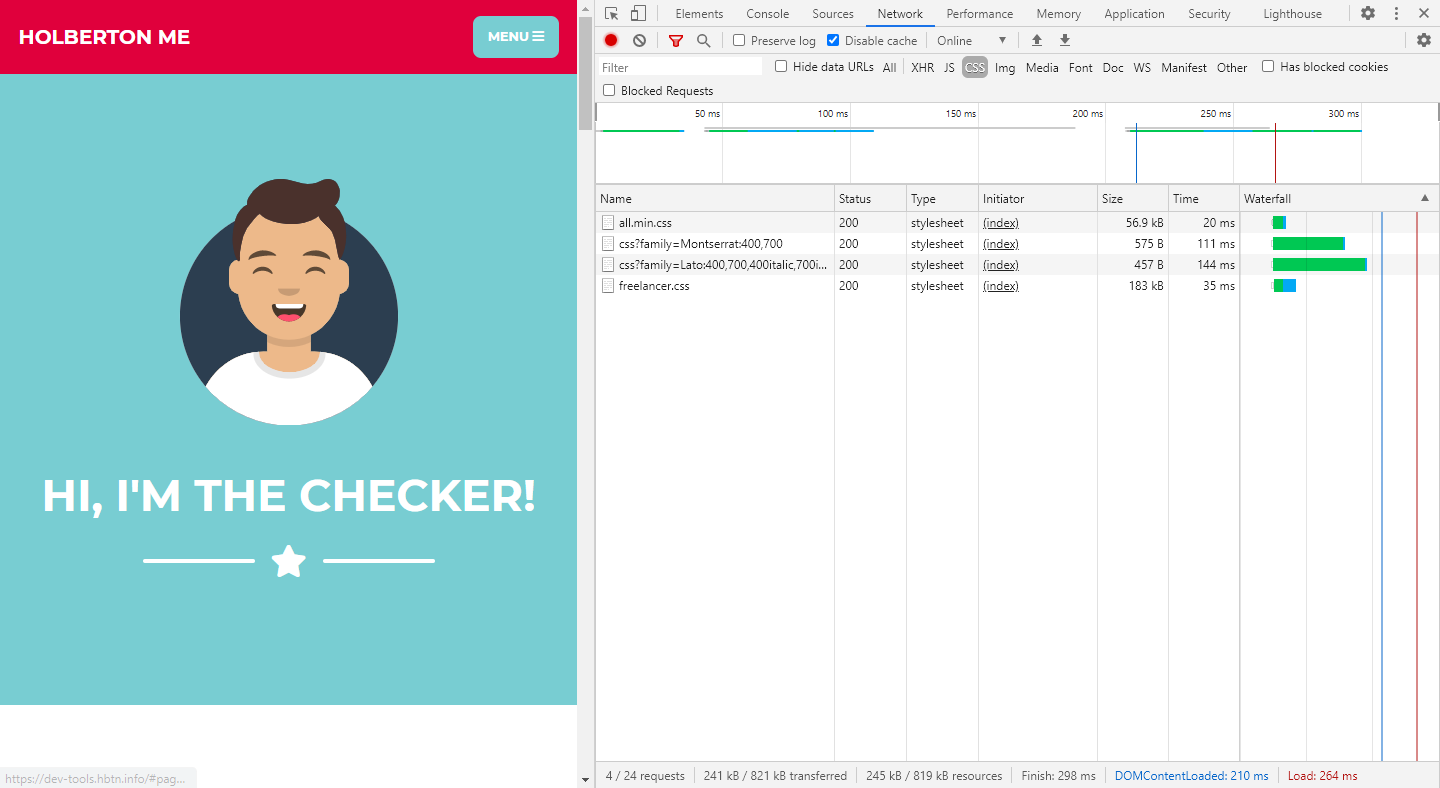 HOLBERTON ME
MENU
HI, I'M THE CHECKER!
https://dev-tools.hbtn.info/#pag...
Elements Console Sources Network Performance Memory Application Security Lighthouse
Preserve log Disable cache Online
Filter Hide data URLs All XHR JS CSS Img Media Font Doc WS Manifest Other Has blocked cookies
Blocked Requests
50 ms 100 ms 150 ms 200 ms 250 ms 300 ms
Name Status Type Initiator Size Time Waterfall
all.min.css 200 stylesheet (index) 56.9 kB 20 ms
css?family=Montserrat:400,700 200 stylesheet (index) 575 B 111 ms
css?family=Lato:400,700,400italic,700i... 200 stylesheet (index) 457 B 144 ms
freelancer.css 200 stylesheet (index) 183 kB 35 ms
4 / 24 requests 241 kB / 821 kB transferred 245 kB / 819 kB resources Finish: 298 ms DOMContentLoaded: 210 ms Load: 264 ms